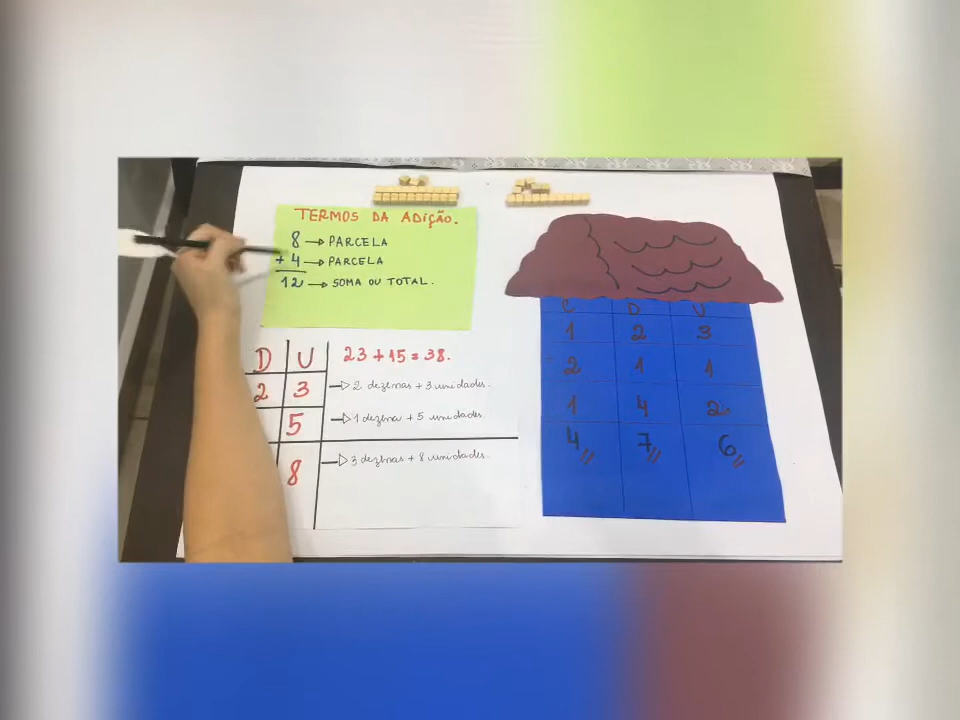 TERMOS DA ADIÇÃO.
8 → PARCELA
+ 4 → PARCELA
12 → SOMA OU TOTAL.
D U 23 + 15 = 38.
2 3 → 2 dezenas + 3 unidades.
5 → 1 dezena + 5 unidades.
8 → 3 dezenas + 8 unidades.
C D U
1 2 3
2 1 1
1 4 2
4 7 6